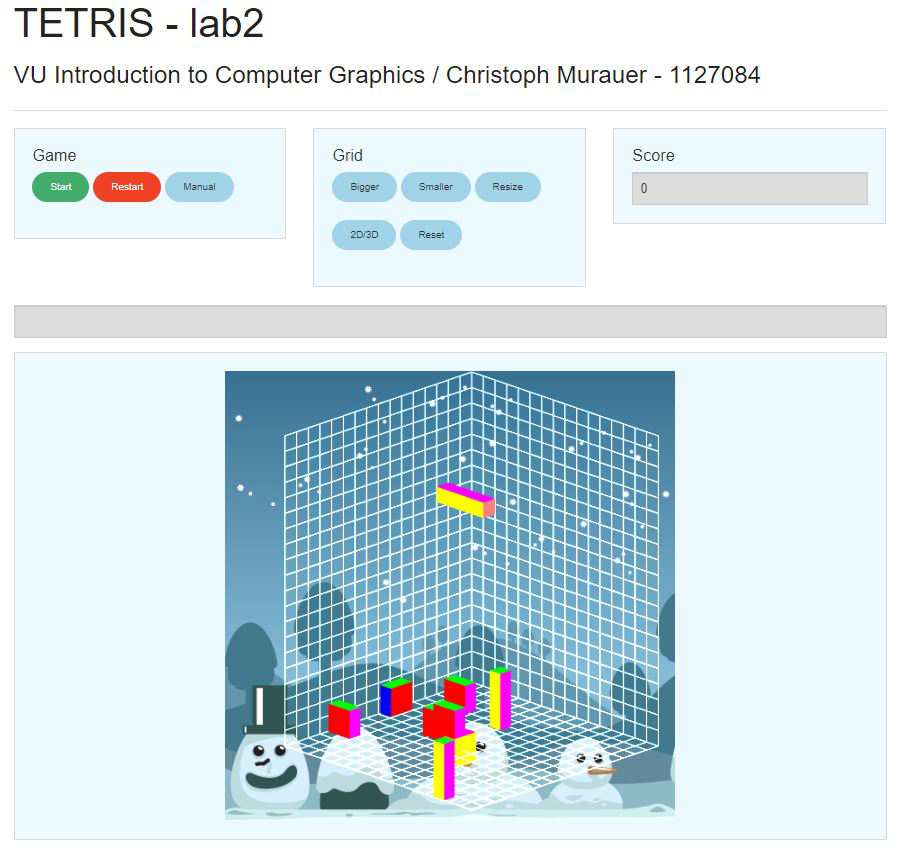 TETRIS - lab2
VU Introduction to Computer Graphics / Christoph Murauer - 1127084
Game
Start
Restart
Manual
Grid
Bigger
Smaller
Resize
2D/3D
Reset
Score
0